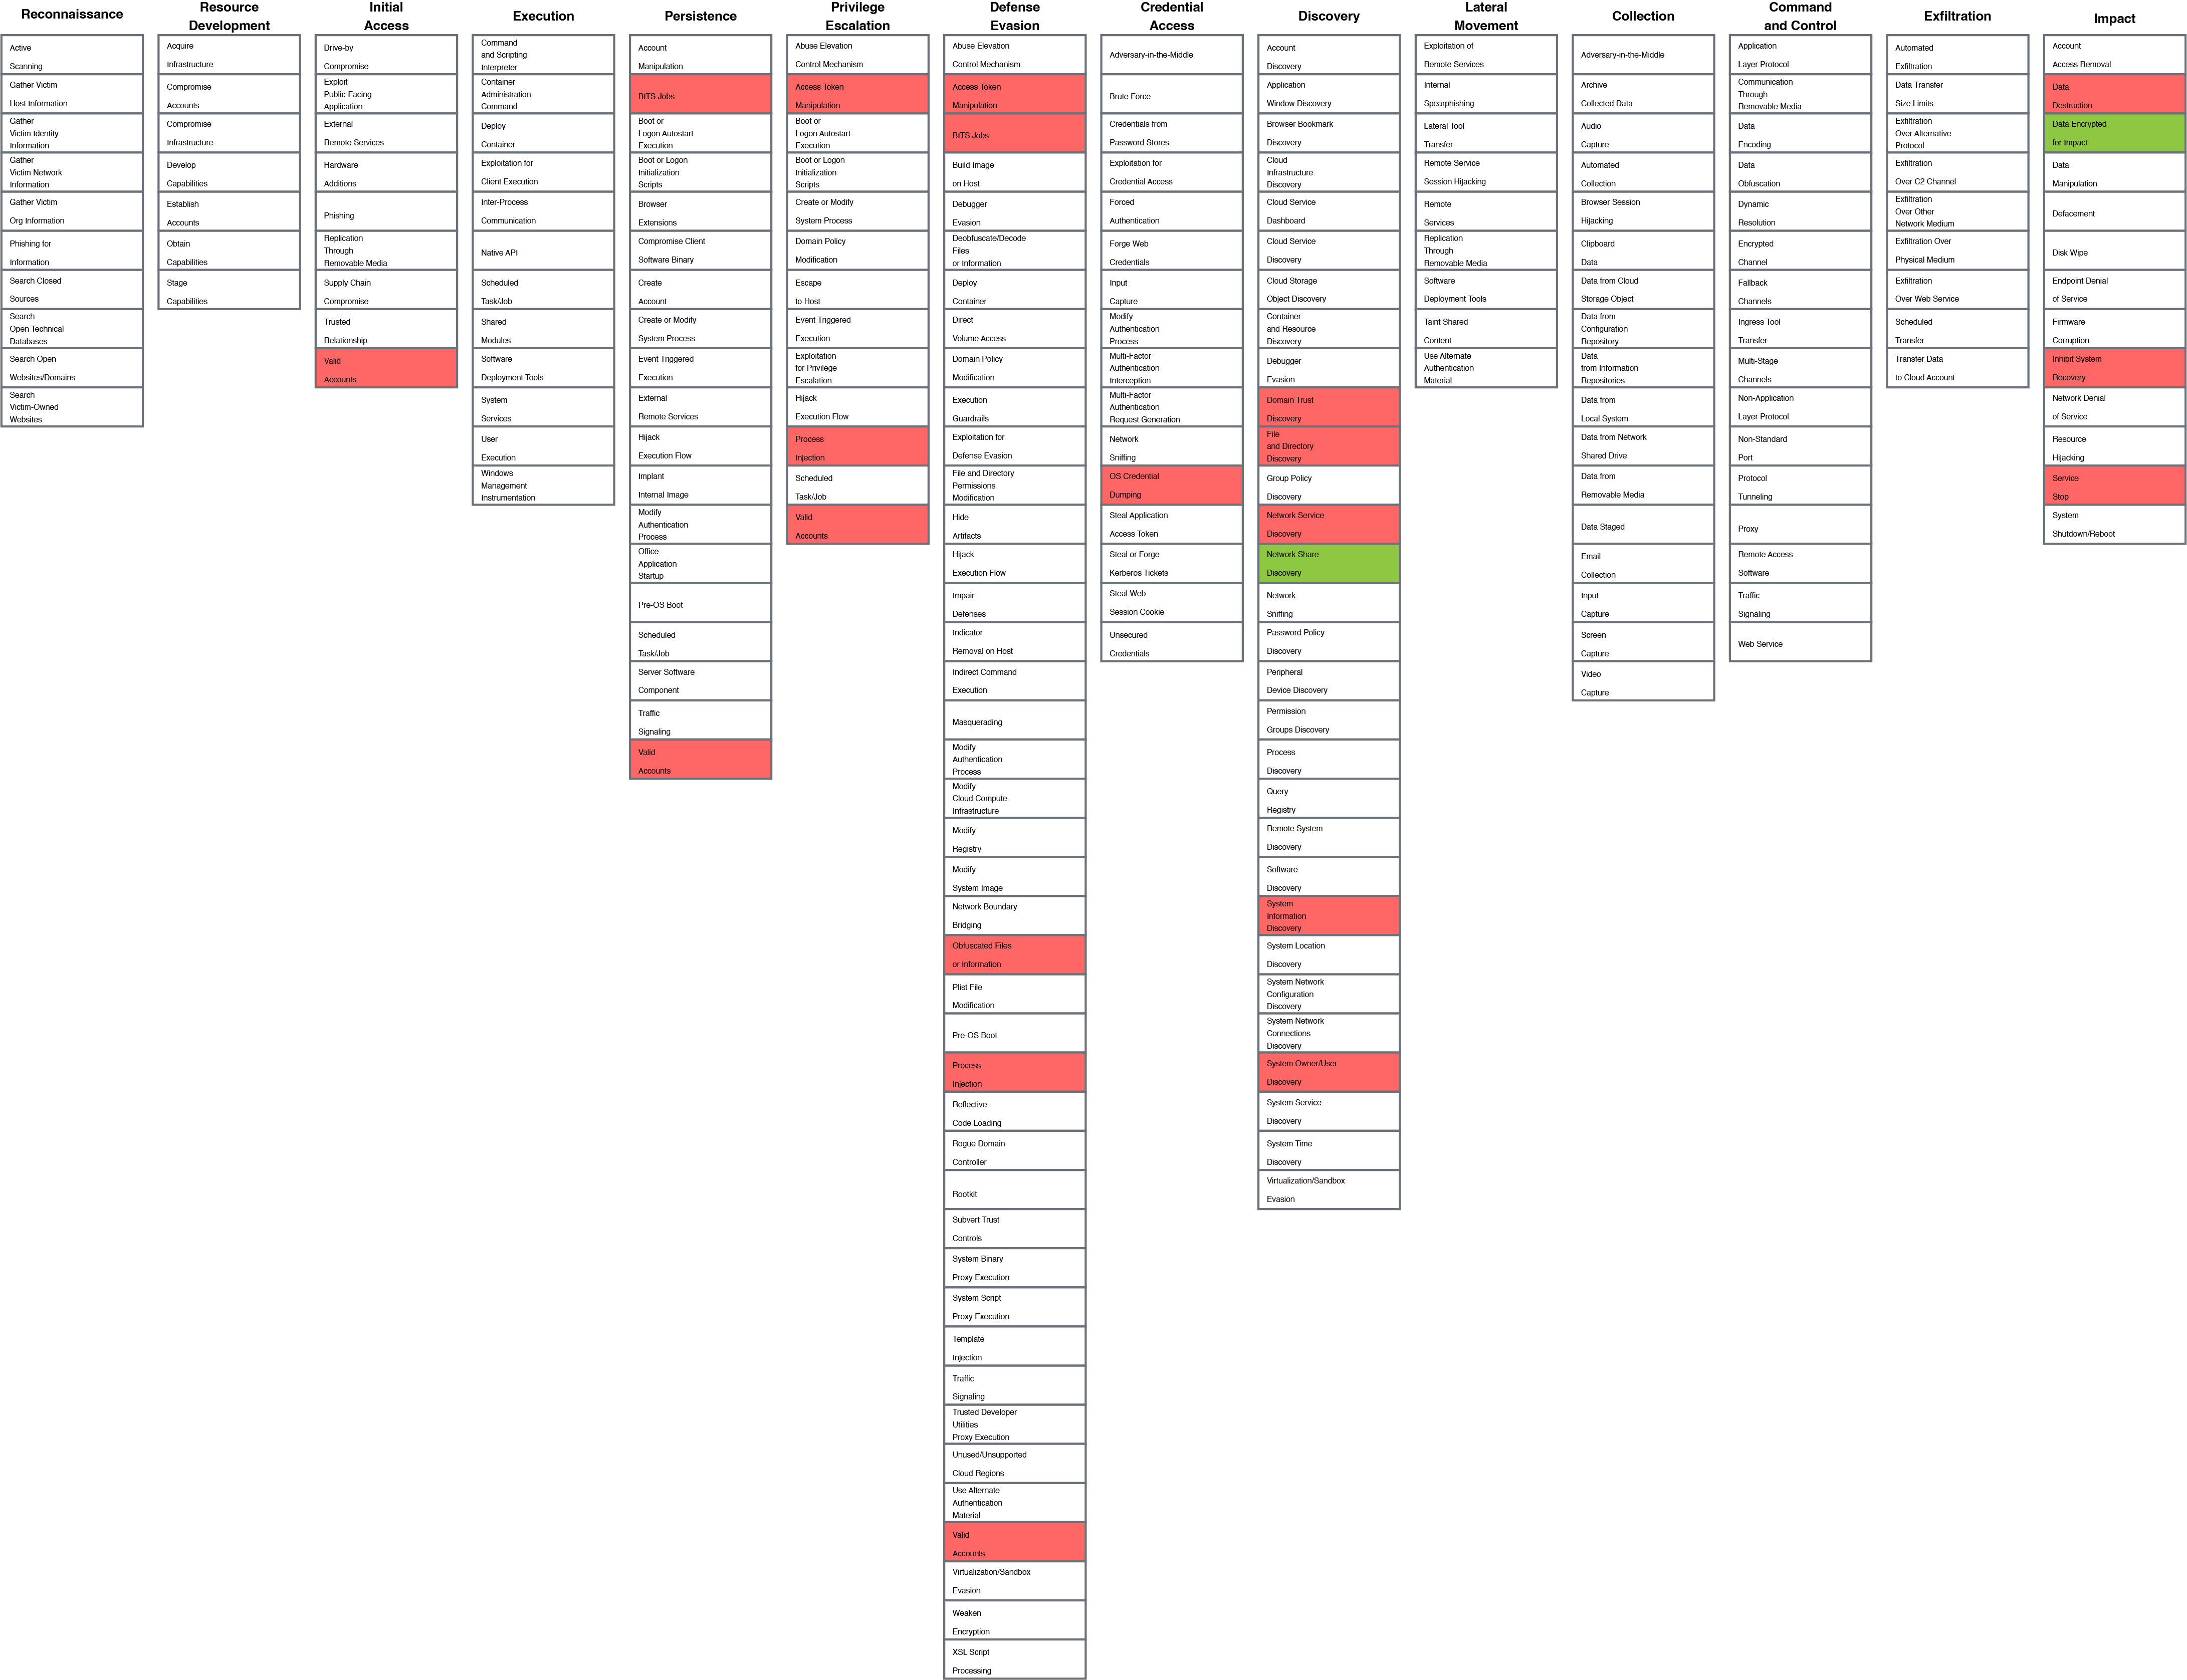 Reconnaissance
Active
Scanning
Gather Victim
Host Information
Gather
Victim Identity
Information
Gather
Victim Network
Information
Gather Victim
Org Information
Phishing for
Information
Search Closed
Sources
Search
Open Technical
Databases
Search Open
Websites/Domains
Search
Victim-Owned
Websites
Resource
Development
Acquire
Infrastructure
Compromise
Accounts
Compromise
Infrastructure
Develop
Capabilities
Establish
Accounts
Obtain
Capabilities
Stage
Capabilities
Initial
Access
Drive-by
Compromise
Exploit
Public-Facing
Application
External
Remote Services
Hardware
Additions
Phishing
Replication
Through
Removable Media
Supply Chain
Compromise
Trusted
Relationship
Valid
Accounts
Execution
Command
and Scripting
Interpreter
Container
Administration
Command
Deploy
Container
Exploitation for
Client Execution
Inter-Process
Communication
Native API
Scheduled
Task/Job
Shared
Modules
Software
Deployment Tools
System
Services
User
Execution
Windows
Management
Instrumentation
Persistence
Account
Manipulation
BITS Jobs
Boot or
Logon Autostart
Execution
Boot or Logon
Initialization
Scripts
Browser
Extensions
Compromise Client
Software Binary
Create
Account
Create or Modify
System Process
Event Triggered
Execution
External
Remote Services
Hijack
Execution Flow
Implant
Internal Image
Modify
Authentication
Process
Office
Application
Startup
Pre-OS Boot
Scheduled
Task/Job
Server Software
Component
Traffic
Signaling
Valid
Accounts
Privilege
Escalation
Abuse Elevation
Control Mechanism
Access Token
Manipulation
Boot or
Logon Autostart
Execution
Boot or Logon
Initialization
Scripts
Create or Modify
System Process
Domain Policy
Modification
Escape
to Host
Event Triggered
Execution
Exploitation
for Privilege
Escalation
Hijack
Execution Flow
Process
Injection
Scheduled
Task/Job
Valid
Accounts
Defense
Evasion
Abuse Elevation
Control Mechanism
Access Token
Manipulation
BITS Jobs
Build Image
on Host
Debugger
Evasion
Deobfuscate/Decode
Files
or Information
Deploy
Container
Direct
Volume Access
Domain Policy
Modification
Execution
Guardrails
Exploitation for
Defense Evasion
File and Directory
Permissions
Modification
Hide
Artifacts
Hijack
Execution Flow
Impair
Defenses
Indicator
Removal on Host
Indirect Command
Execution
Masquerading
Modify
Authentication
Process
Modify
Cloud Compute
Infrastructure
Modify
Registry
Modify
System Image
Network Boundary
Bridging
Obfuscated Files
or Information
Plist File
Modification
Pre-OS Boot
Process
Injection
Reflective
Code Loading
Rogue Domain
Controller
Rootkit
Subvert Trust
Controls
System Binary
Proxy Execution
System Script
Proxy Execution
Template
Injection
Traffic
Signaling
Trusted Developer
Utilities
Proxy Execution
Unused/Unsupported
Cloud Regions
Use Alternate
Authentication
Material
Valid
Accounts
Virtualization/Sandbox
Evasion
Weaken
Encryption
XSL Script
Processing
Credential
Access
Adversary-in-the-Middle
Brute Force
Credentials from
Password Stores
Exploitation for
Credential Access
Forced
Authentication
Forge Web
Credentials
Input
Capture
Modify
Authentication
Process
Multi-Factor
Authentication
Interception
Multi-Factor
Authentication
Request Generation
Network
Sniffing
OS Credential
Dumping
Steal Application
Access Token
Steal or Forge
Kerberos Tickets
Steal Web
Session Cookie
Unsecured
Credentials
Discovery
Account
Discovery
Application
Window Discovery
Browser Bookmark
Discovery
Cloud
Infrastructure
Discovery
Cloud Service
Dashboard
Cloud Service
Discovery
Cloud Storage
Object Discovery
Container
and Resource
Discovery
Debugger
Evasion
Domain Trust
Discovery
File
and Directory
Discovery
Group Policy
Discovery
Network Service
Discovery
Network Share
Discovery
Network
Sniffing
Password Policy
Discovery
Peripheral
Device Discovery
Permission
Groups Discovery
Process
Discovery
Query
Registry
Remote System
Discovery
Software
Discovery
System
Information
Discovery
System Location
Discovery
System Network
Configuration
Discovery
System Network
Connections
Discovery
System Owner/User
Discovery
System Service
Discovery
System Time
Discovery
Virtualization/Sandbox
Evasion
Lateral
Movement
Exploitation of
Remote Services
Internal
Spearphishing
Lateral Tool
Transfer
Remote Service
Session Hijacking
Remote
Services
Replication
Through
Removable Media
Software
Deployment Tools
Taint Shared
Content
Use Alternate
Authentication
Material
Collection
Adversary-in-the-Middle
Archive
Collected Data
Audio
Capture
Automated
Collection
Browser Session
Hijacking
Clipboard
Data
Data from Cloud
Storage Object
Data from
Configuration
Repository
Data
from Information
Repositories
Data from
Local System
Data from Network
Shared Drive
Data from
Removable Media
Data Staged
Email
Collection
Input
Capture
Screen
Capture
Video
Capture
Command
and Control
Application
Layer Protocol
Communication
Through
Removable Media
Data
Encoding
Data
Obfuscation
Dynamic
Resolution
Encrypted
Channel
Fallback
Channels
Ingress Tool
Transfer
Multi-Stage
Channels
Non-Application
Layer Protocol
Non-Standard
Port
Protocol
Tunneling
Proxy
Remote Access
Software
Traffic
Signaling
Web Service
Exfiltration
Automated
Exfiltration
Data Transfer
Size Limits
Exfiltration
Over Alternative
Protocol
Exfiltration
Over C2 Channel
Exfiltration
Over Other
Network Medium
Exfiltration Over
Physical Medium
Exfiltration
Over Web Service
Scheduled
Transfer
Transfer Data
to Cloud Account
Impact
Account
Access Removal
Data
Destruction
Data Encrypted
for Impact
Data
Manipulation
Defacement
Disk Wipe
Endpoint Denial
of Service
Firmware
Corruption
Inhibit System
Recovery
Network Denial
of Service
Resource
Hijacking
Service
Stop
System
Shutdown/Reboot